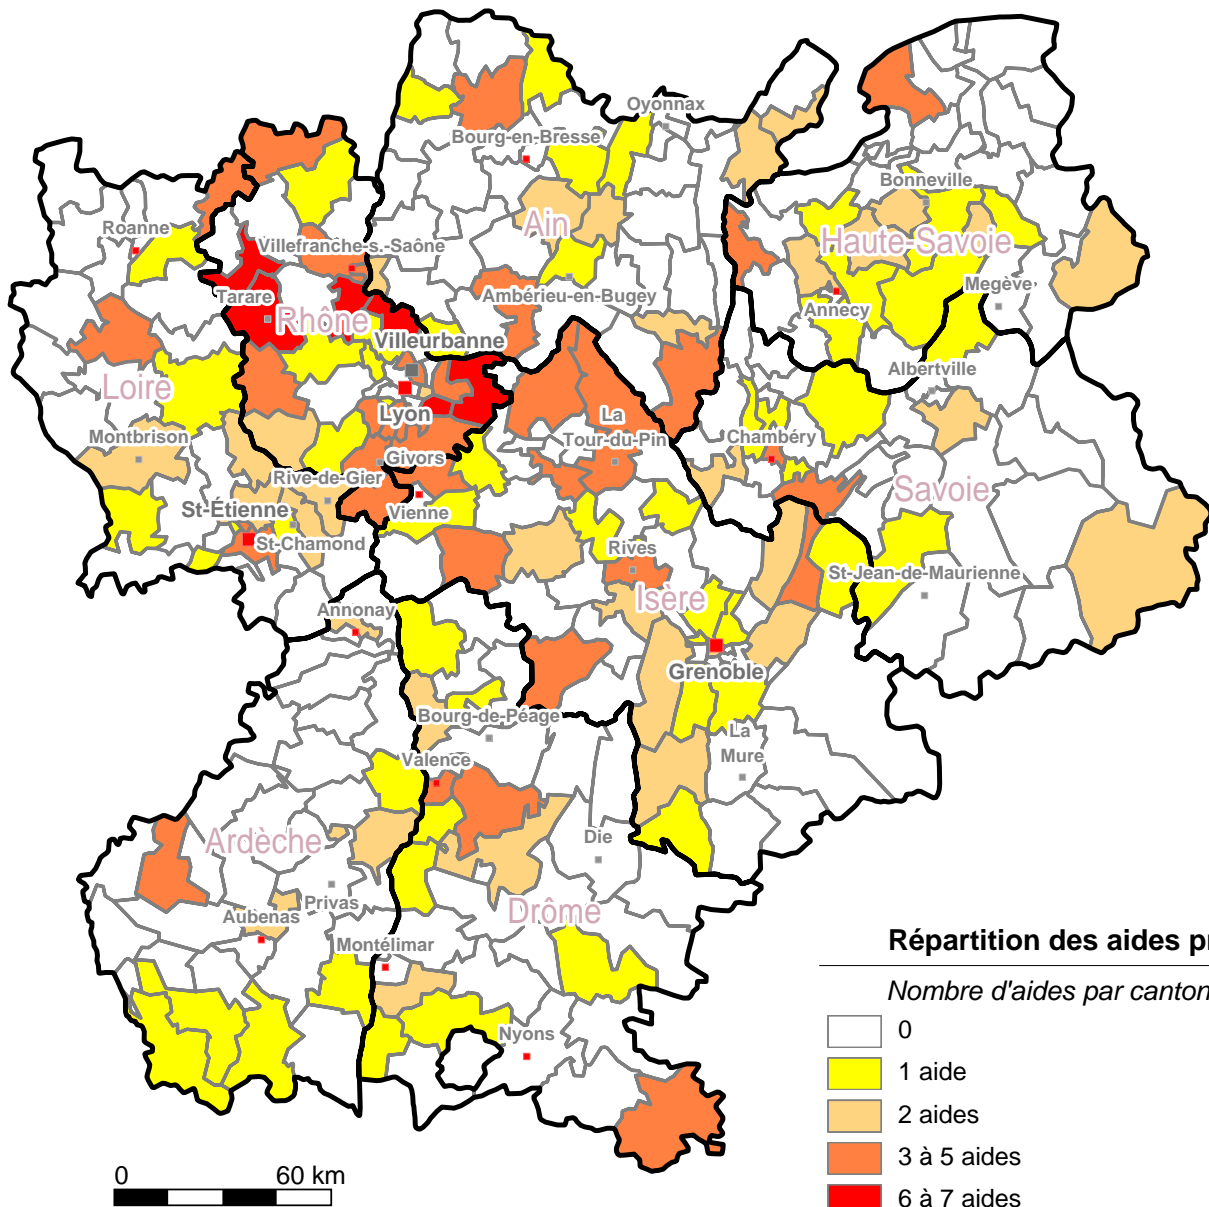 Oyonnax
Bourg-en-Bresse
Bonneville
Roanne
Villefranche-s.-Saône
Ain
Haute-Savoie
Megève
Tarare
Ambérieu-en-Bugey
Annecy
Rhône
Villeurbanne
Loire
Albertville
Lyon
La
Tour-du-Pin
Montbrison
Chambéry
Givors
Rive-de-Gier
Savoie
St-Étienne
Vienne
St-Chamond
Rives
St-Jean-de-Maurienne
Isère
Annonay
Grenoble
Bourg-de-Péage
La
Mure
Valence
Ardèche
Die
Privas
Aubenas
Drôme
Montélimar
Nyons
Répartition des aides pr
Nombre d'aides par canton
0
1 aide
2 aides
3 à 5 aides
6 à 7 aides
0 60 km